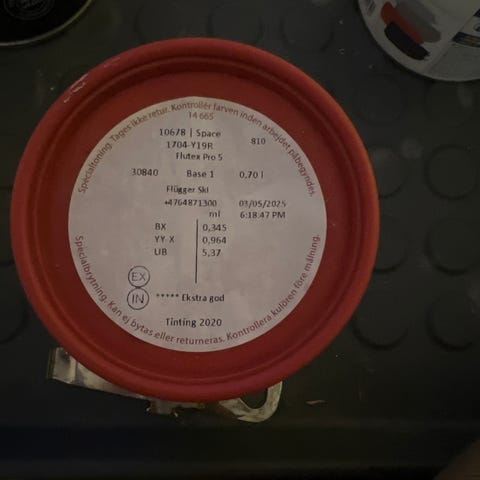 Specialtoning. Tages ikke retur. Kontrollér farven inden arbejdet påbegyndes.
14 665
10678 | Space 810
1704-Y19R
Flutex Pro 5
30840 Base 1 0,70 l
Flügger Ski
+4764871300 03/05/2025
ml 6:18:47 PM
BX 0,345
YY-X 0,964
UB 5,37
EX
IN ***** Ekstra god
Tinting 2020
Specialbrytning. Kan ej bytas eller returneras. Kontrollera kulören före målning.